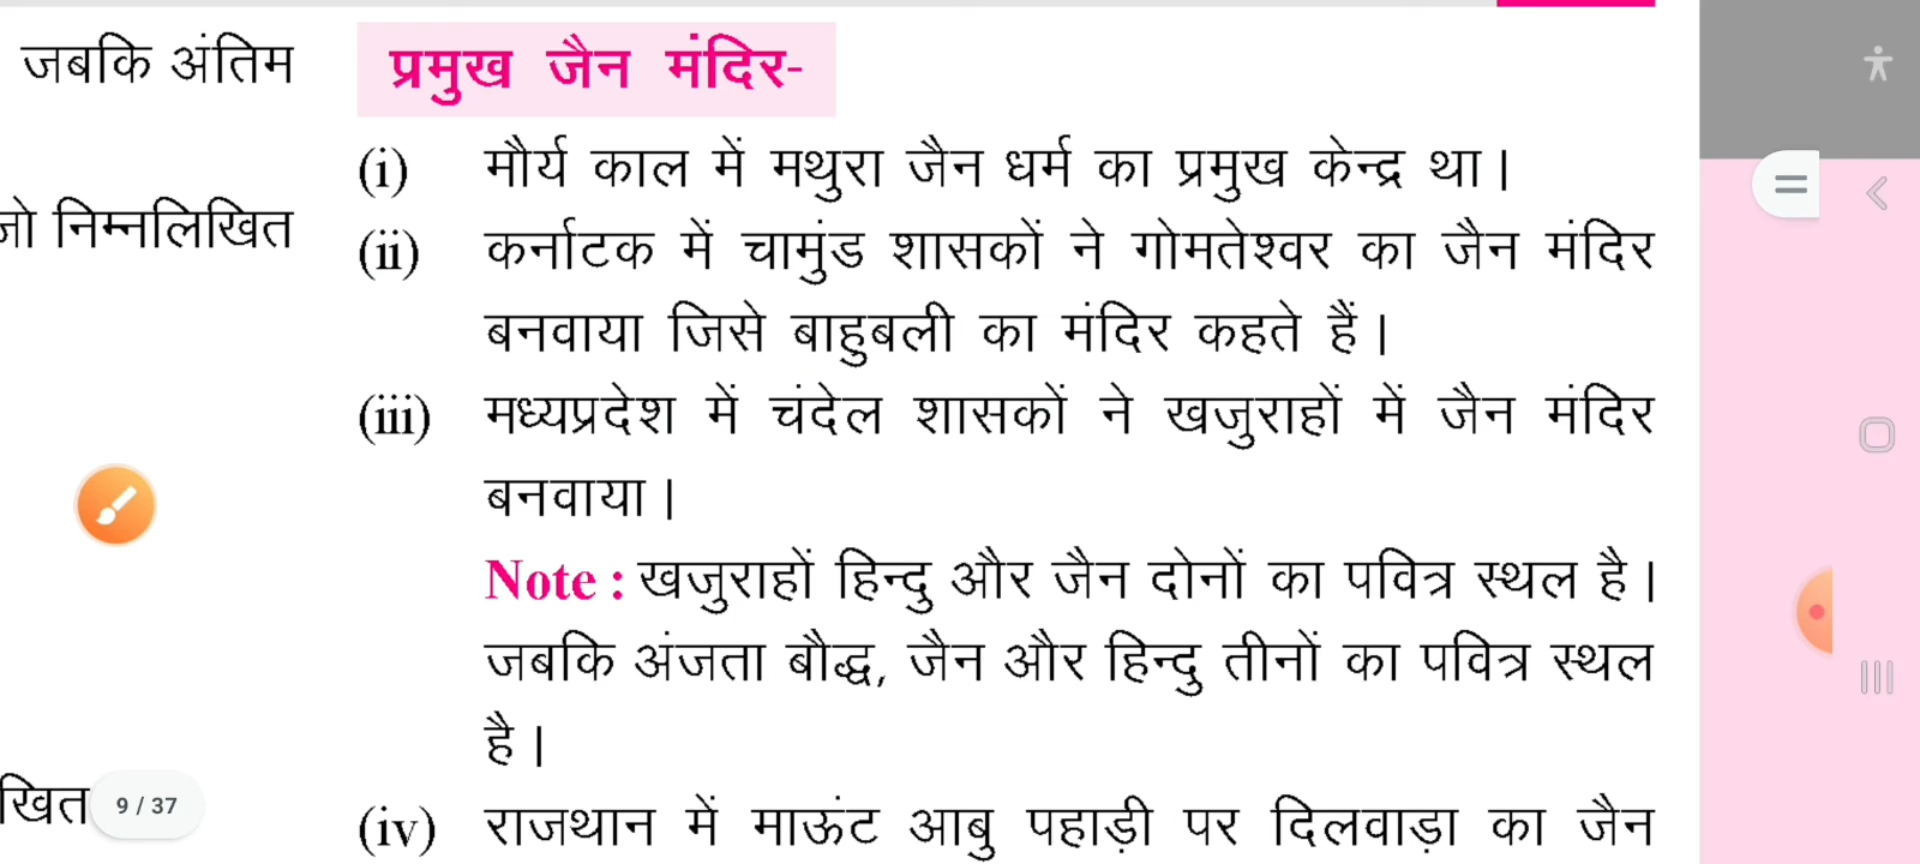 जबकि अंतिम
जो निम्नलिखित
खित
9 / 37
प्रमुख जैन मंदिर-
(i) मौर्य काल में मथुरा जैन धर्म का प्रमुख केन्द्र था।
(ii) कर्नाटक में चामुंड शासकों ने गोमतेश्वर का जैन मंदिर
बनवाया जिसे बाहुबली का मंदिर कहते हैं।
(iii) मध्यप्रदेश में चंदेल शासकों ने खजुराहों में जैन मंदिर
बनवाया।
Note : खजुराहों हिन्दु और जैन दोनों का पवित्र स्थल है।
जबकि अंजता बौद्ध, जैन और हिन्दु तीनों का पवित्र स्थल
है।
(iv) राजथान में माऊंट आबु पहाड़ी पर दिलवाड़ा का जैन